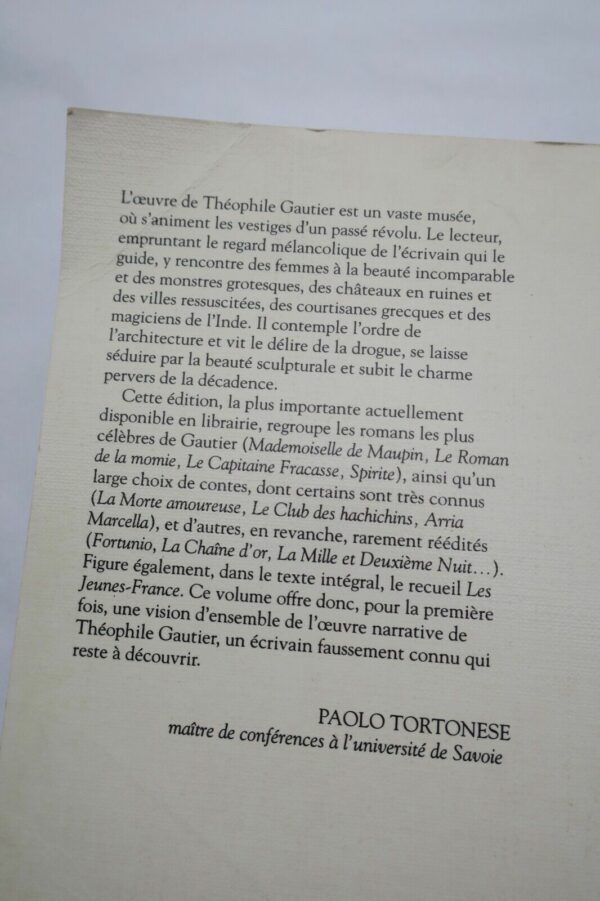 L'œuvre de Théophile Gautier est un vaste musée,
où s'animent les vestiges d'un passé révolu. Le lecteur,
empruntant le regard mélancolique de l'écrivain qui le
guide, y rencontre des femmes à la beauté incomparable
et des monstres grotesques, des châteaux en ruines et
des villes ressuscitées, des courtisanes grecques et des
magiciens de l'Inde. Il contemple l'ordre de
l'architecture et vit le délire de la drogue, se laisse
séduire par la beauté sculpturale et subit le charme
pervers de la décadence.
Cette édition, la plus importante actuellement
disponible en librairie, regroupe les romans les plus
célèbres de Gautier (Mademoiselle de Maupin, Le Roman
de la momie, Le Capitaine Fracasse, Spirite), ainsi qu'un
large choix de contes, dont certains sont très connus
(La Morte amoureuse, Le Club des hachichins, Arria
Marcella), et d'autres, en revanche, rarement réédités
(Fortunio, La Chaîne d'or, La Mille et Deuxième Nuit...).
Figure également, dans le texte intégral, le recueil Les
Jeunes-France. Ce volume offre donc, pour la première
fois, une vision d'ensemble de l'œuvre narrative de
Théophile Gautier, un écrivain faussement connu qui
reste à découvrir.
PAOLO TORTONESE
maître de conférences à l'université de Savoie